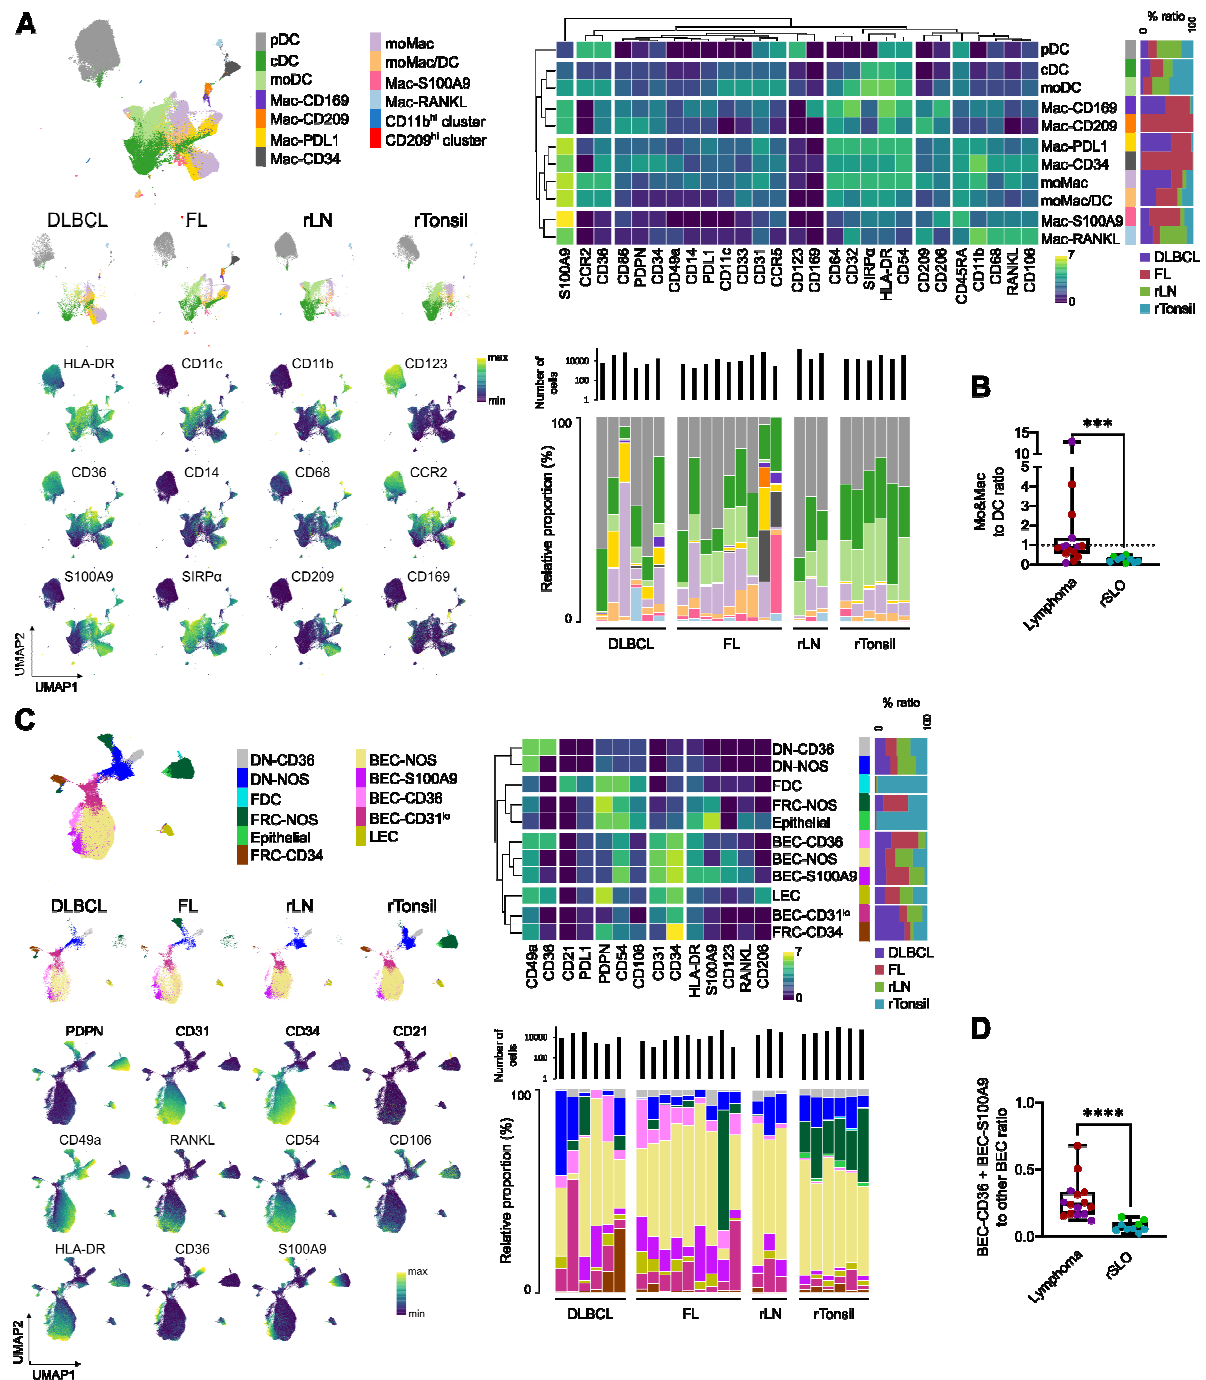 A
pDC
cDC
moDC
Mac-CD169
Mac-CD209
Mac-PDL1
Mac-CD34
moMac
moMac/DC
Mac-S100A9
Mac-RANKL
CD11bhi cluster
CD209hi cluster
DLBCL FL rLN rTonsil
HLA-DR CD11c CD11b CD123
max
min
CD36 CD14 CD68 CCR2
S100A9 SIRPα CD209 CD169
UMAP2
UMAP1
% ratio
0 100
pDC
cDC
moDC
Mac-CD169
Mac-CD209
Mac-PDL1
Mac-CD34
moMac
moMac/DC
Mac-S100A9
Mac-RANKL
S100A9 CCR2 CD36 CD86 PDPN CD34 CD49a CD14 PDL1 CD11c CD33 CD31 CCR5 CD123 CD169 CD64 CD32 SIRPα HLA-DR CD54 CD209 CD206 CD45RA CD11b CD68 RANKL CD106
7
0
DLBCL
FL
rLN
rTonsil
Number of cells
10000
100
1
Relative proportion (%)
100
0
DLBCL FL rLN rTonsil
B
Mo&Mac
to DC ratio
15
10
5
4
3
2
1
0
***
Lymphoma
rSLO
C
DN-CD36
DN-NOS
FDC
FRC-NOS
Epithelial
FRC-CD34
BEC-NOS
BEC-S100A9
BEC-CD36
BEC-CD31lo
LEC
DLBCL FL rLN rTonsil
PDPN CD31 CD34 CD21
CD49a RANKL CD54 CD106
HLA-DR CD36 S100A9
max
min
UMAP2
UMAP1
% ratio
0 100
DN-CD36
DN-NOS
FDC
FRC-NOS
Epithelial
BEC-CD36
BEC-NOS
BEC-S100A9
LEC
BEC-CD31lo
FRC-CD34
CD49a CD36 CD21 PDL1 PDPN CD54 CD106 CD31 CD34 HLA-DR S100A9 CD123 RANKL CD206
7
0
DLBCL
FL
rLN
rTonsil
Number of cells
10000
100
1
Relative proportion (%)
100
0
DLBCL FL rLN rTonsil
D
BEC-CD36 + BEC-S100A9
to other BEC ratio
1.0
0.5
0.0
****
Lymphoma
rSLO